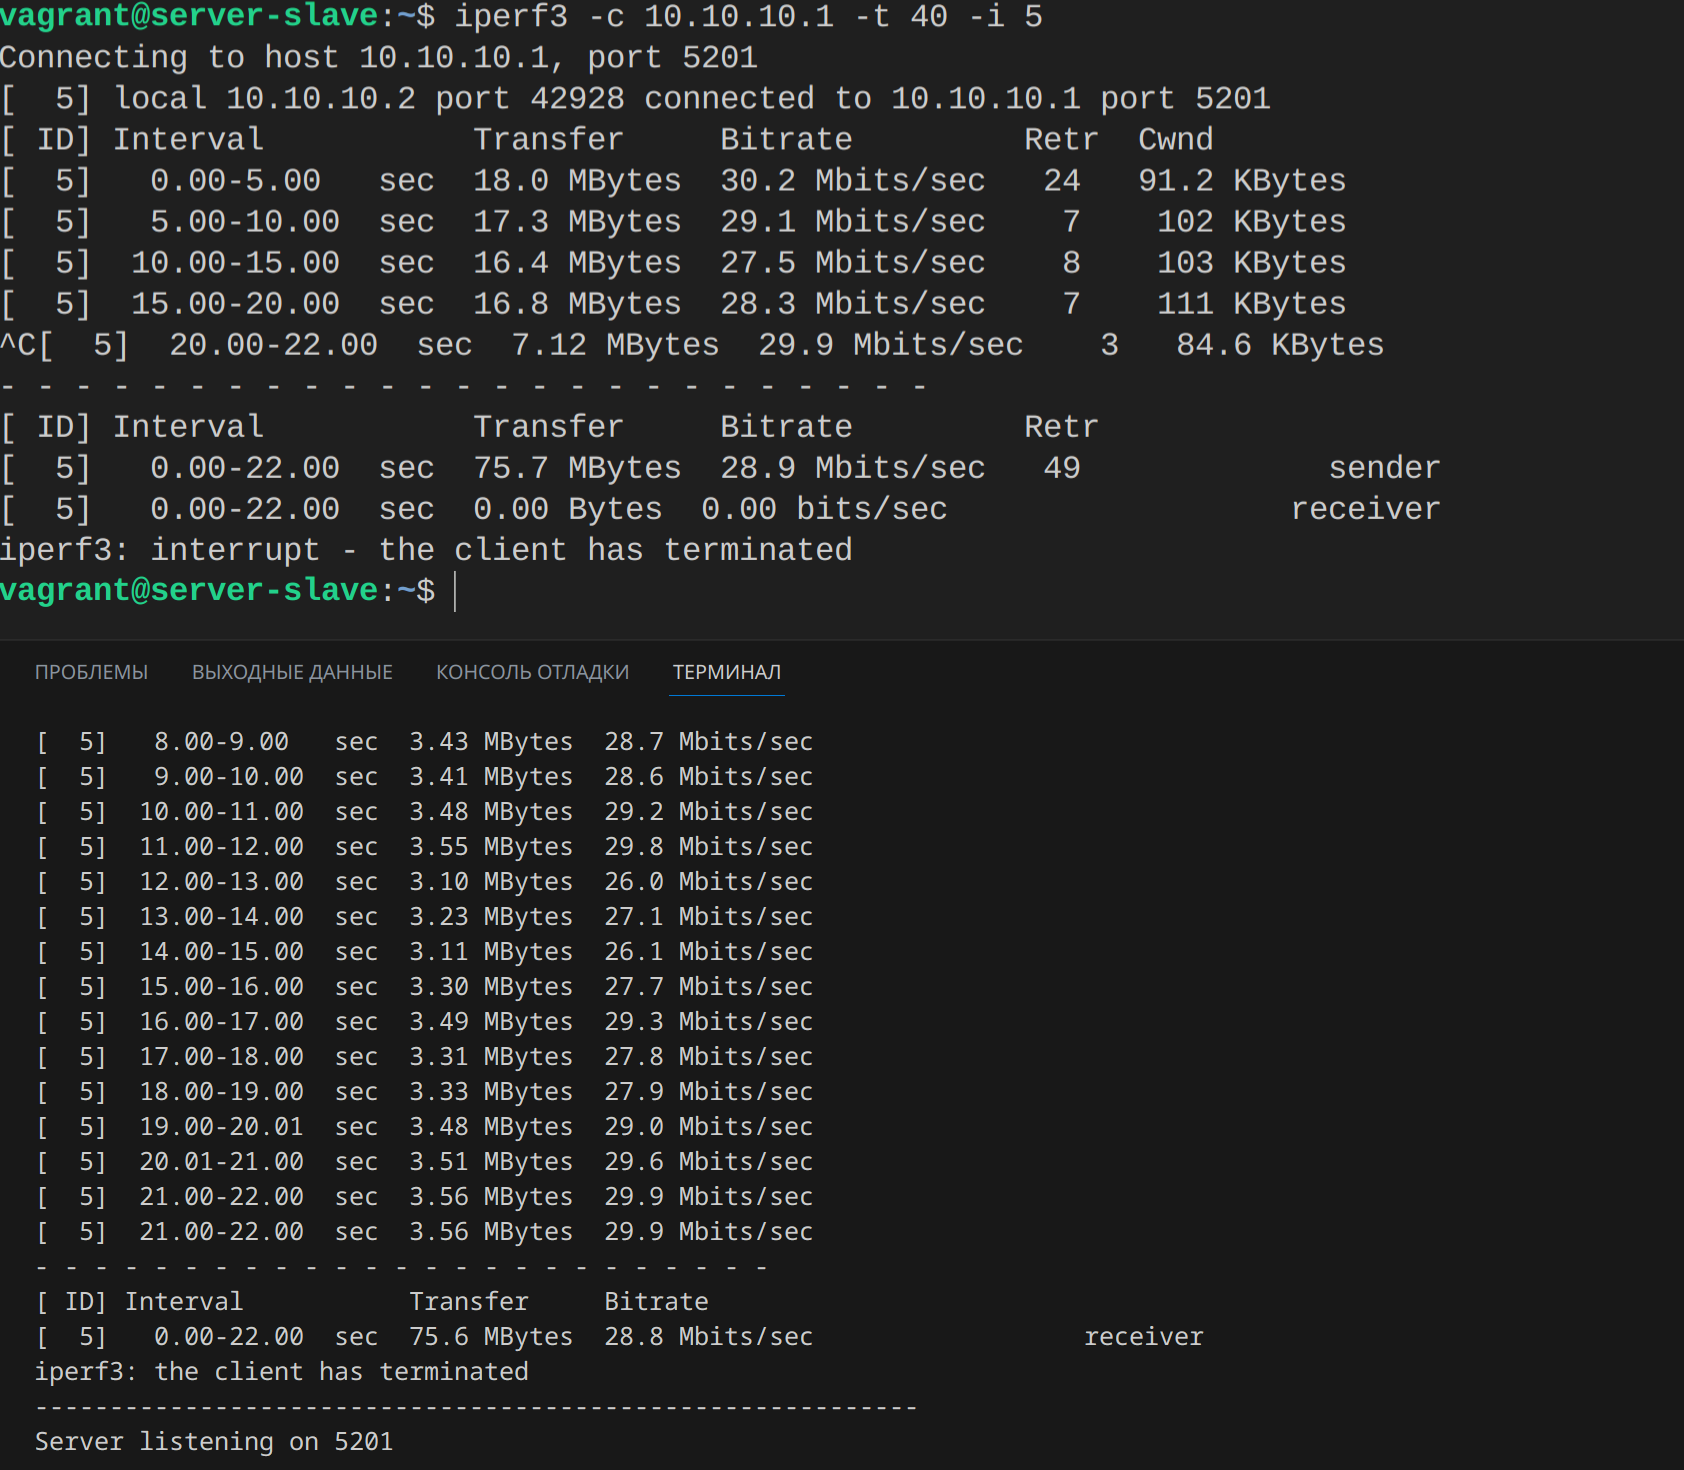 vagrant@server-slave:~$ iperf3 -c 10.10.10.1 -t 40 -i 5
Connecting to host 10.10.10.1, port 5201
[  5] local 10.10.10.2 port 42928 connected to 10.10.10.1 port 5201
[ ID] Interval           Transfer     Bitrate         Retr  Cwnd
[  5]   0.00-5.00   sec  18.0 MBytes  30.2 Mbits/sec   24   91.2 KBytes
[  5]   5.00-10.00  sec  17.3 MBytes  29.1 Mbits/sec    7    102 KBytes
[  5]  10.00-15.00  sec  16.4 MBytes  27.5 Mbits/sec    8    103 KBytes
[  5]  15.00-20.00  sec  16.8 MBytes  28.3 Mbits/sec    7    111 KBytes
^C[  5]  20.00-22.00  sec  7.12 MBytes  29.9 Mbits/sec    3   84.6 KBytes
- - - - - - - - - - - - - - - - - - - - - - - - -
[ ID] Interval           Transfer     Bitrate         Retr
[  5]   0.00-22.00  sec  75.7 MBytes  28.9 Mbits/sec   49             sender
[  5]   0.00-22.00  sec  0.00 Bytes  0.00 bits/sec                  receiver
iperf3: interrupt - the client has terminated
vagrant@server-slave:~$
ПРОБЛЕМЫ ВЫХОДНЫЕ ДАННЫЕ КОНСОЛЬ ОТЛАДКИ ТЕРМИНАЛ
[  5]   8.00-9.00   sec  3.43 MBytes  28.7 Mbits/sec
[  5]   9.00-10.00  sec  3.41 MBytes  28.6 Mbits/sec
[  5]  10.00-11.00  sec  3.48 MBytes  29.2 Mbits/sec
[  5]  11.00-12.00  sec  3.55 MBytes  29.8 Mbits/sec
[  5]  12.00-13.00  sec  3.10 MBytes  26.0 Mbits/sec
[  5]  13.00-14.00  sec  3.23 MBytes  27.1 Mbits/sec
[  5]  14.00-15.00  sec  3.11 MBytes  26.1 Mbits/sec
[  5]  15.00-16.00  sec  3.30 MBytes  27.7 Mbits/sec
[  5]  16.00-17.00  sec  3.49 MBytes  29.3 Mbits/sec
[  5]  17.00-18.00  sec  3.31 MBytes  27.8 Mbits/sec
[  5]  18.00-19.00  sec  3.33 MBytes  27.9 Mbits/sec
[  5]  19.00-20.01  sec  3.48 MBytes  29.0 Mbits/sec
[  5]  20.01-21.00  sec  3.51 MBytes  29.6 Mbits/sec
[  5]  21.00-22.00  sec  3.56 MBytes  29.9 Mbits/sec
[  5]  21.00-22.00  sec  3.56 MBytes  29.9 Mbits/sec
- - - - - - - - - - - - - - - - - - - - - - - - -
[ ID] Interval           Transfer     Bitrate
[  5]   0.00-22.00  sec  75.6 MBytes  28.8 Mbits/sec                  receiver
iperf3: the client has terminated
-----------------------------------------------------------
Server listening on 5201